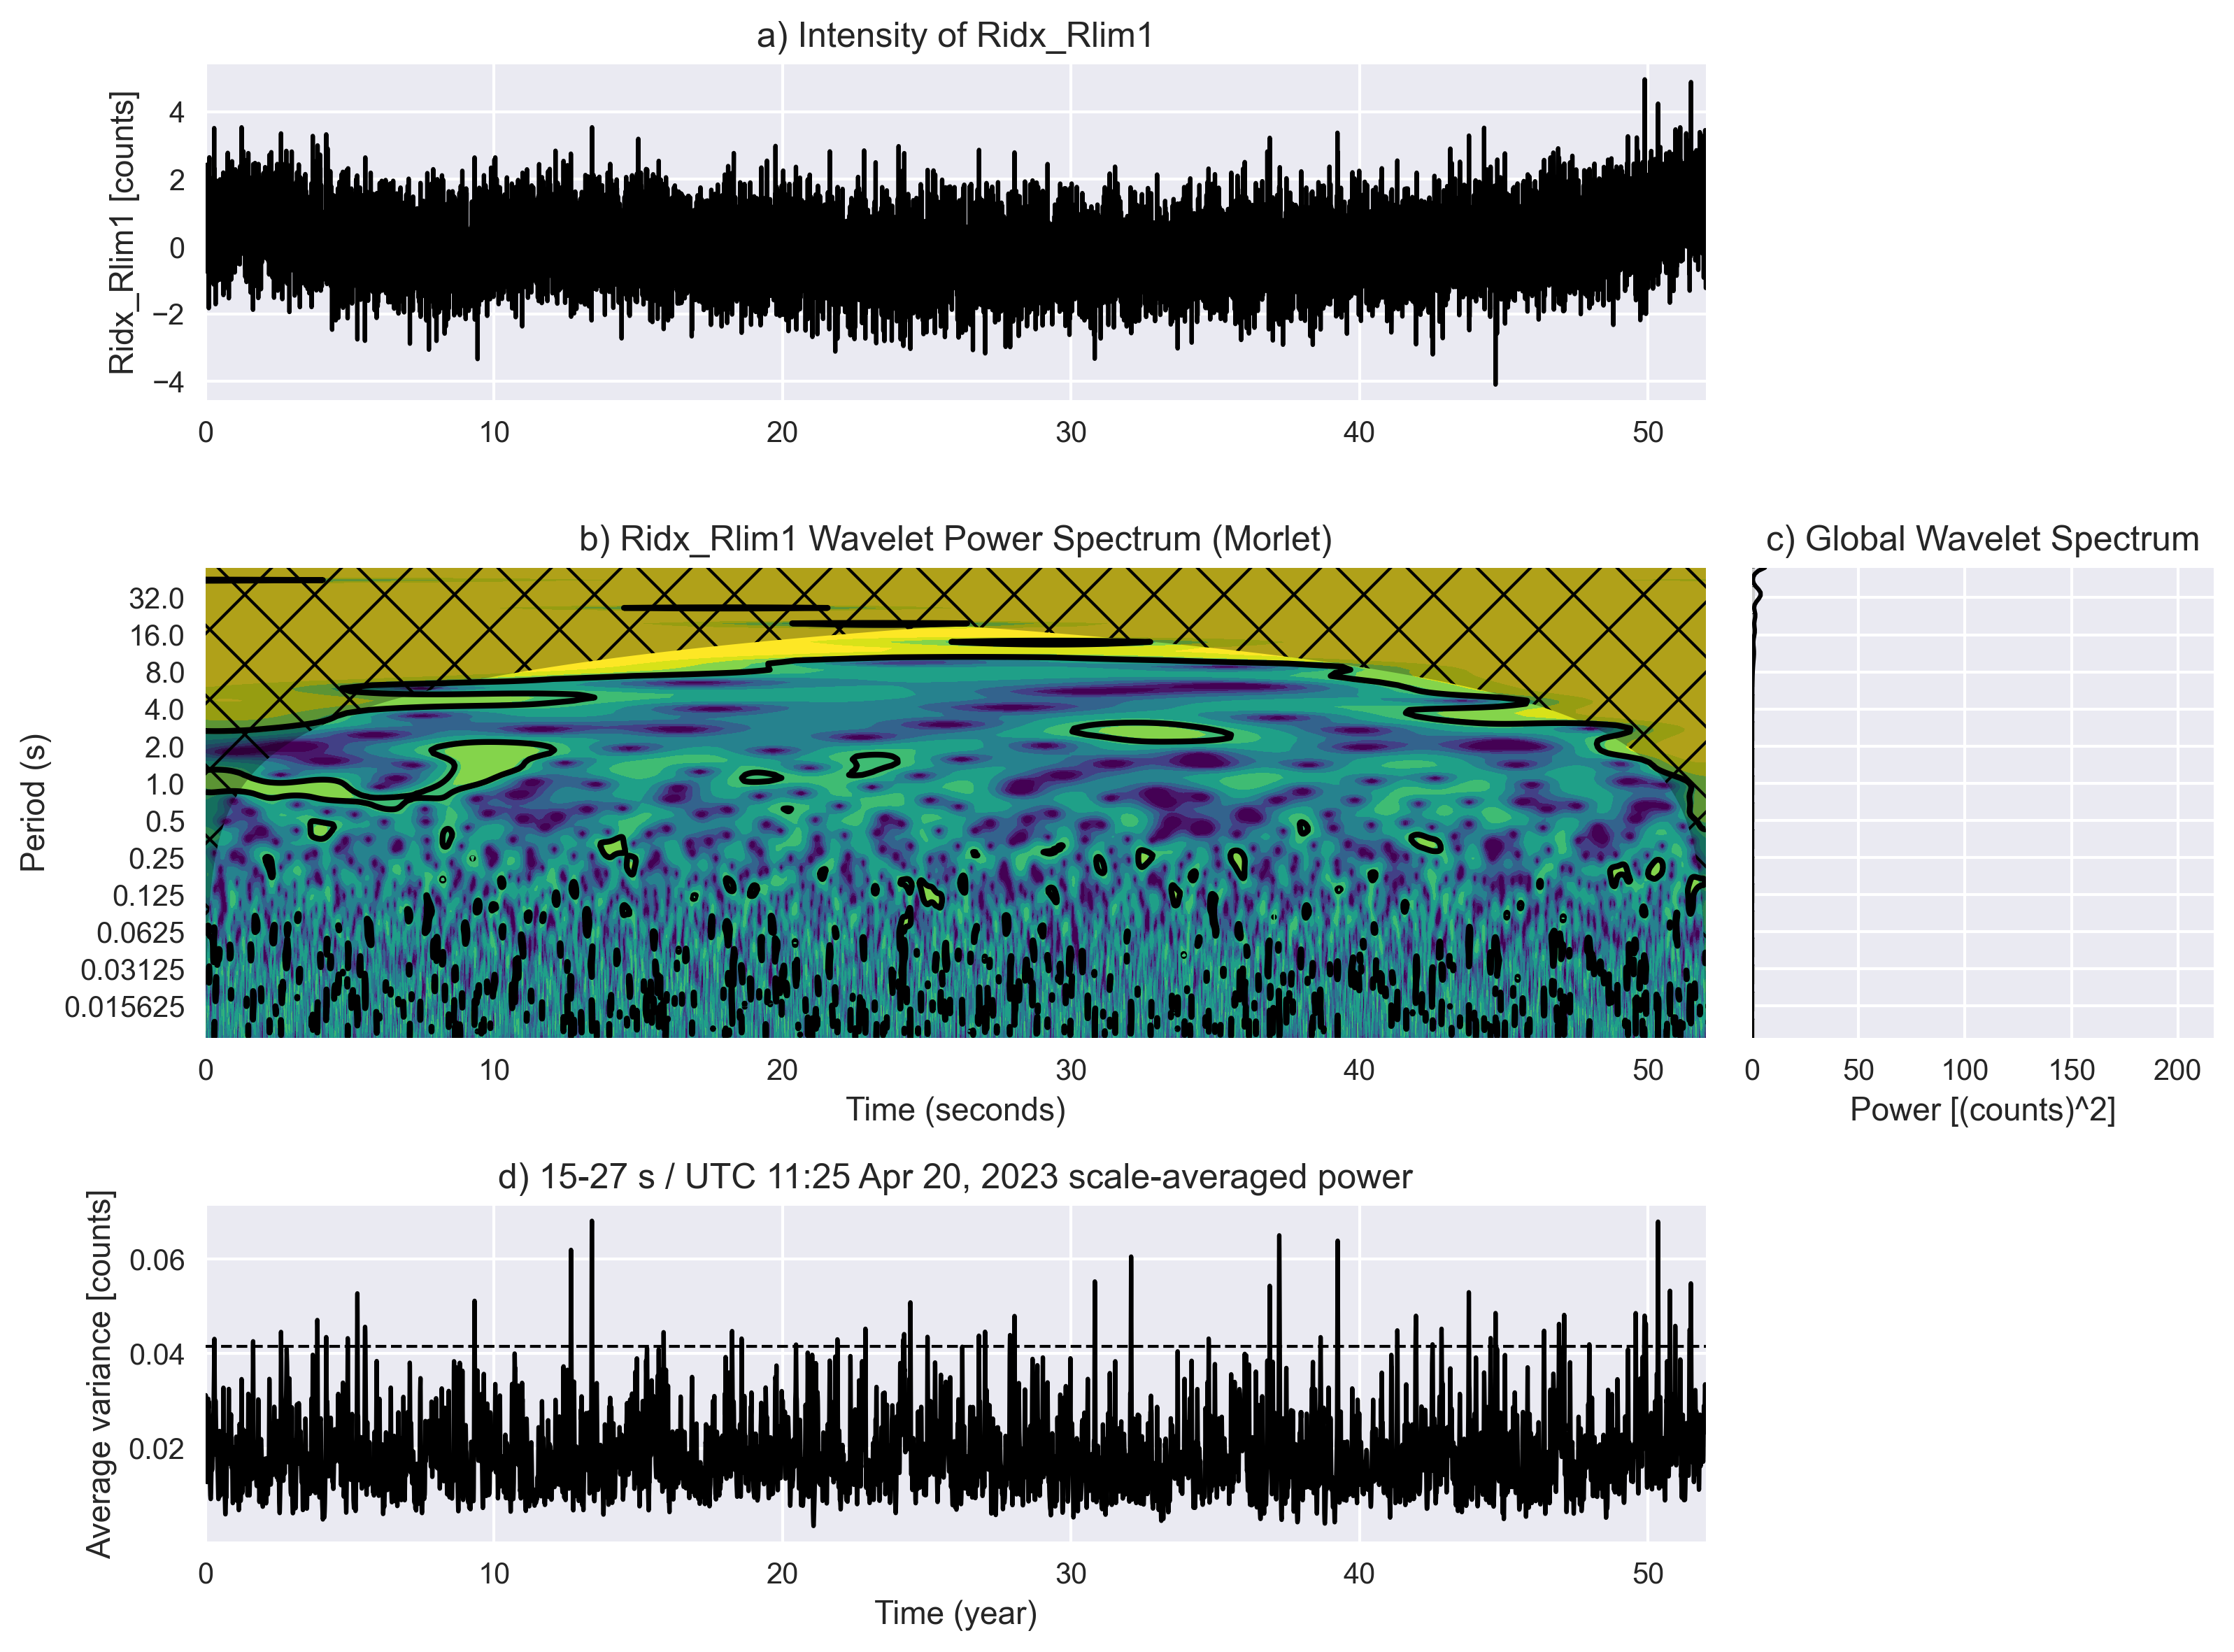 a) Intensity of Ridx_Rlim1
Ridx_Rlim1 [counts]
4
2
0
−2
−4
0 10 20 30 40 50
b) Ridx_Rlim1 Wavelet Power Spectrum (Morlet)
Period (s)
32.0
16.0
8.0
4.0
2.0
1.0
0.5
0.25
0.125
0.0625
0.03125
0.015625
0 10 20 30 40 50
Time (seconds)
c) Global Wavelet Spectrum
0 50 100 150 200
Power [(counts)^2]
d) 15-27 s / UTC 11:25 Apr 20, 2023 scale-averaged power
Average variance [counts]
0.06
0.04
0.02
0 10 20 30 40 50
Time (year)